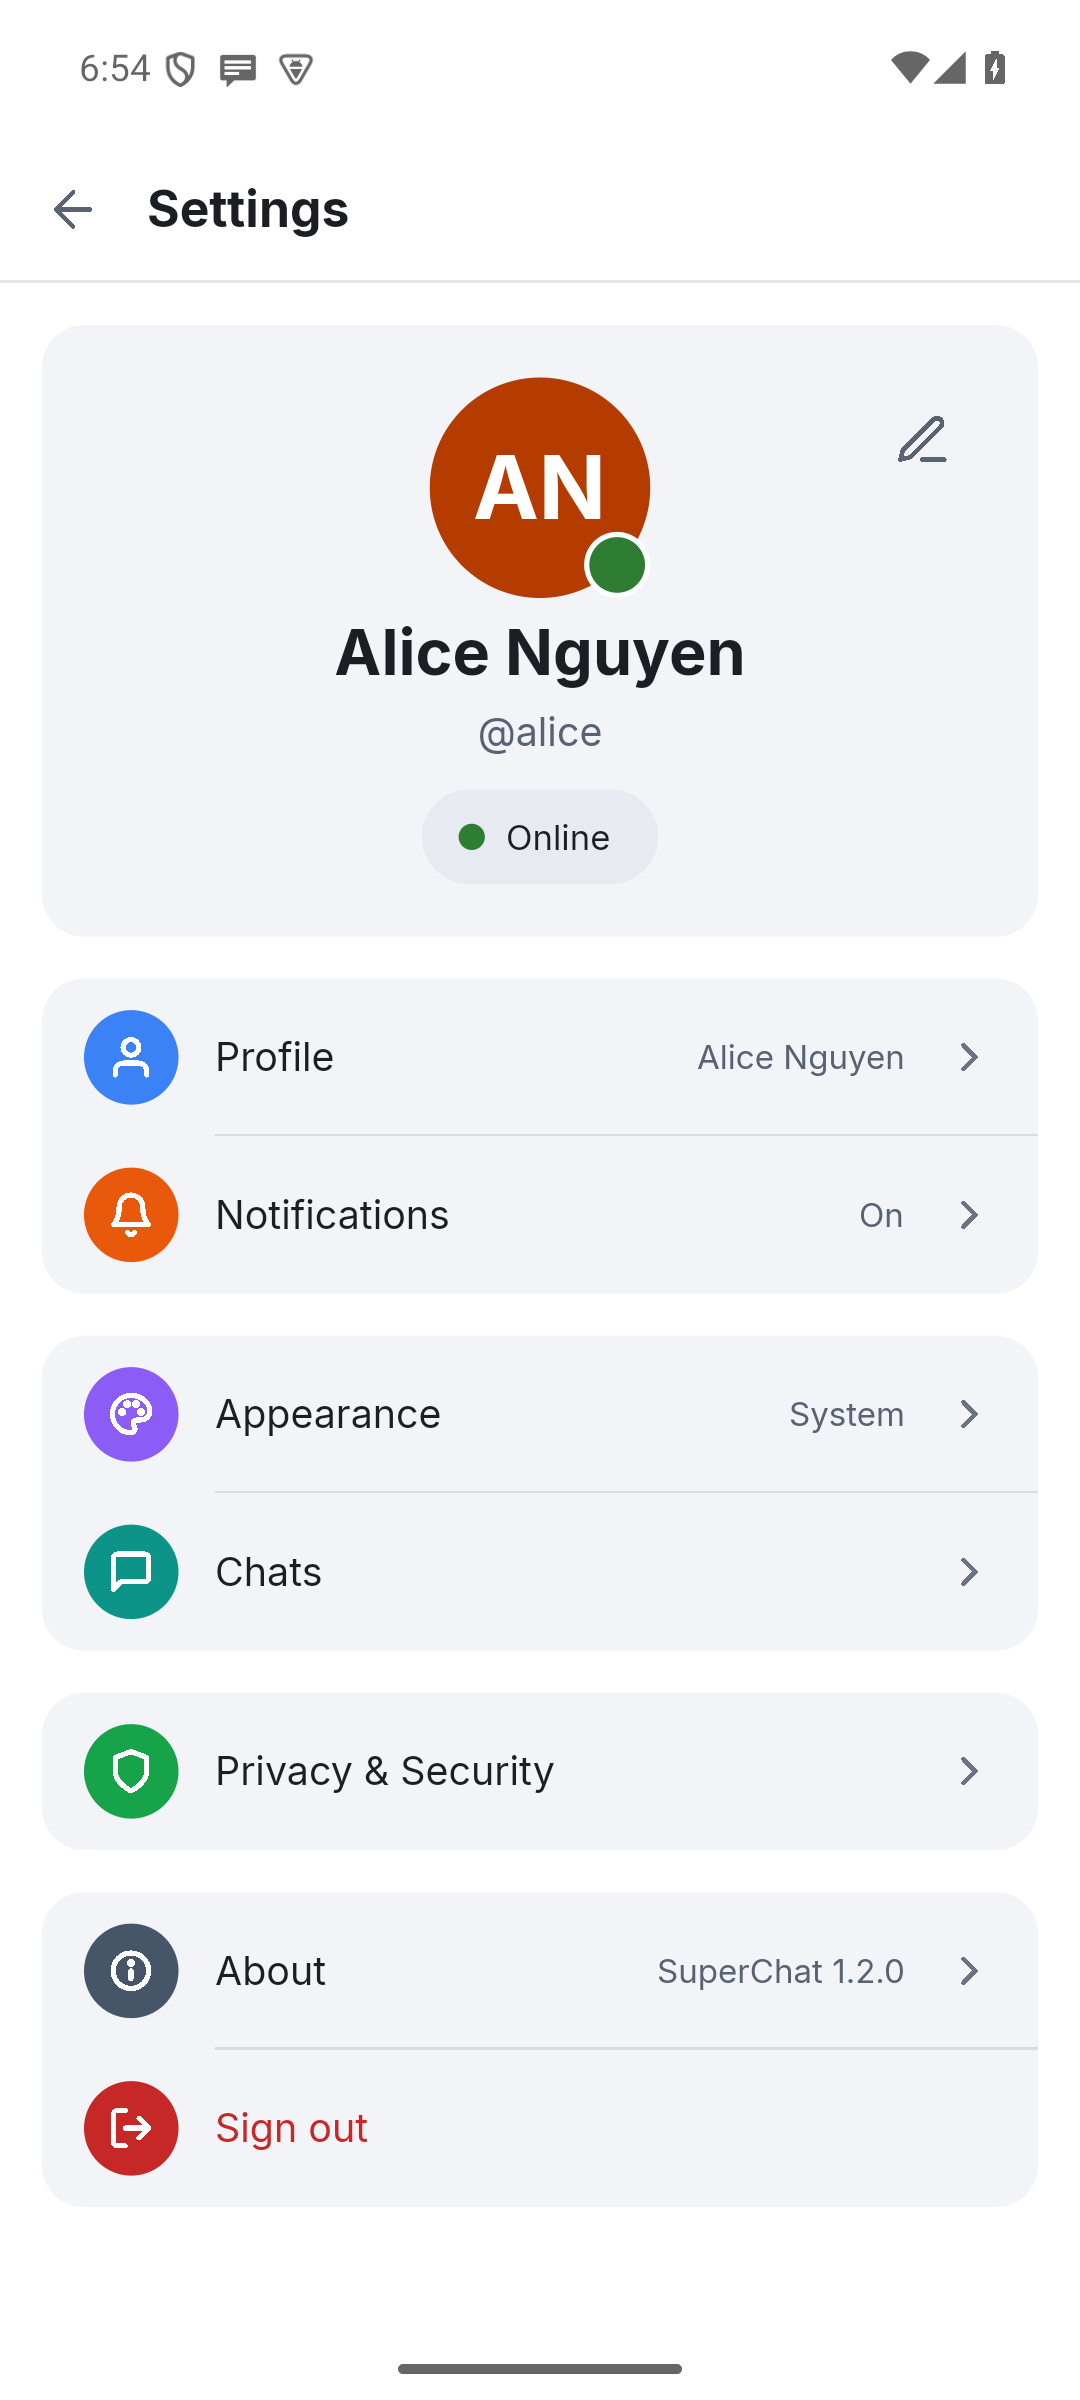 6:54
Settings
AN
Alice Nguyen
@alice
Online
Profile Alice Nguyen
Notifications On
Appearance System
Chats
Privacy & Security
About SuperChat 1.2.0
Sign out